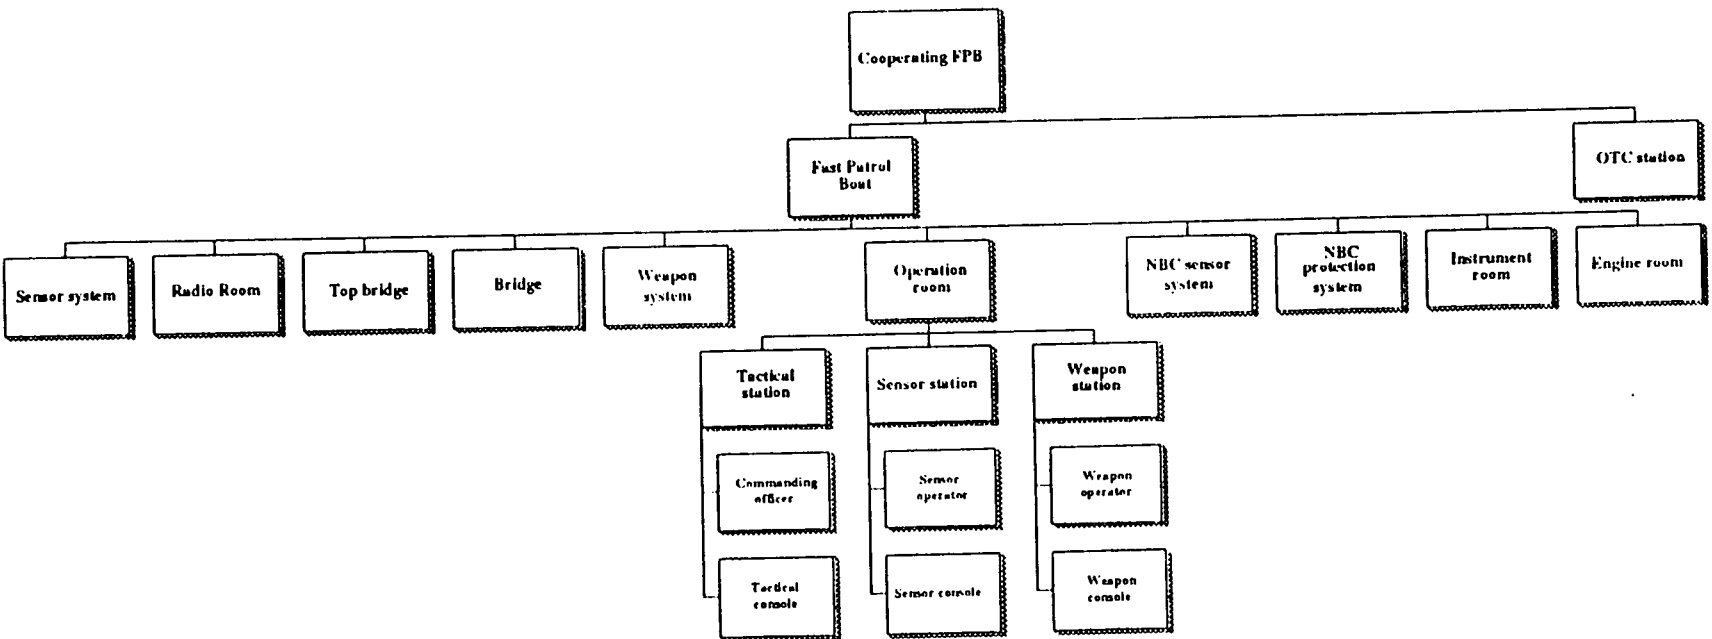 Cooperating FPB
Fast Patrol
Boat
OTC station
Sensor system
Radio Room
Top bridge
Bridge
Weapon
system
Operation
room
NBC sensor
system
NBC
protection
system
Instrument
room
Engine room
Tactical
station
Sensor station
Weapon
station
Commanding
officer
Sensor
operator
Weapon
operator
Tactical
console
Sensor console
Weapon
console